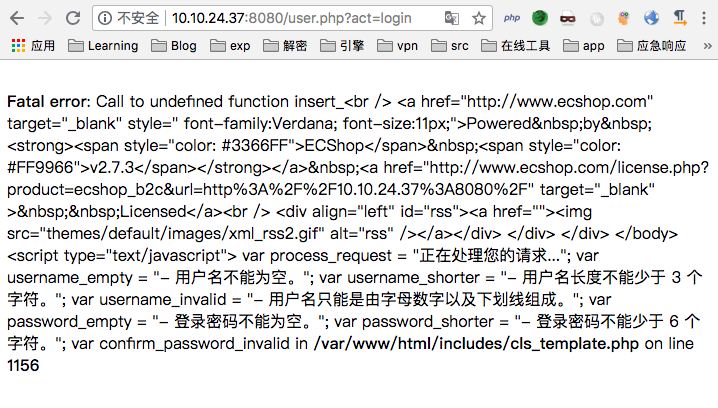 不安全 10.10.24.37:8080/user.php?act=login
php
应用 Learning Blog exp 解密 引擎 vpn src 在线工具 app 应急响应 »
Fatal error: Call to undefined function insert_<br /> <a href="http://www.ecshop.com"
target="_blank" style=" font-family:Verdana; font-size:11px;">Powered&nbsp;by&nbsp;
<strong><span style="color: #3366FF">ECShop</span>&nbsp;<span style="color:
#FF9966">v2.7.3</span></strong></a>&nbsp;<a href="http://www.ecshop.com/license.php?
product=ecshop_b2c&url=http%3A%2F%2F10.10.24.37%3A8080%2F" target="_blank"
>&nbsp;&nbsp;Licensed</a><br /> <div align="left" id="rss"><a href=""><img
src="themes/default/images/xml_rss2.gif" alt="rss" /></a></div> </div> </div> </body>
<script type="text/javascript"> var process_request = "正在处理您的请求..."; var
username_empty = "- 用户名不能为空。"; var username_shorter = "- 用户名长度不能少于 3 个
字符。"; var username_invalid = "- 用户名只能是由字母数字以及下划线组成。"; var
password_empty = "- 登录密码不能为空。"; var password_shorter = "- 登录密码不能少于 6 个
字符。"; var confirm_password_invalid in /var/www/html/includes/cls_template.php on line
1156